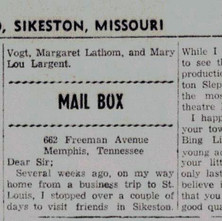 , SIKESTON, MISSOURI
Vogt, Margaret Lathom, and Mary
Lou Largent.
MAIL BOX
662 Freeman Avenue
Memphis, Tennessee
Dear Sir;
Several weeks ago, on my way
home from a business trip to St.
Louis, I stopped over a couple of
days to visit friends in Sikeston.
While I
to see t
productio
ton Slep
the mos
theatre
I happ
your tow
Bing Li
young a
your litt
only last
believe i
that yo
good qua